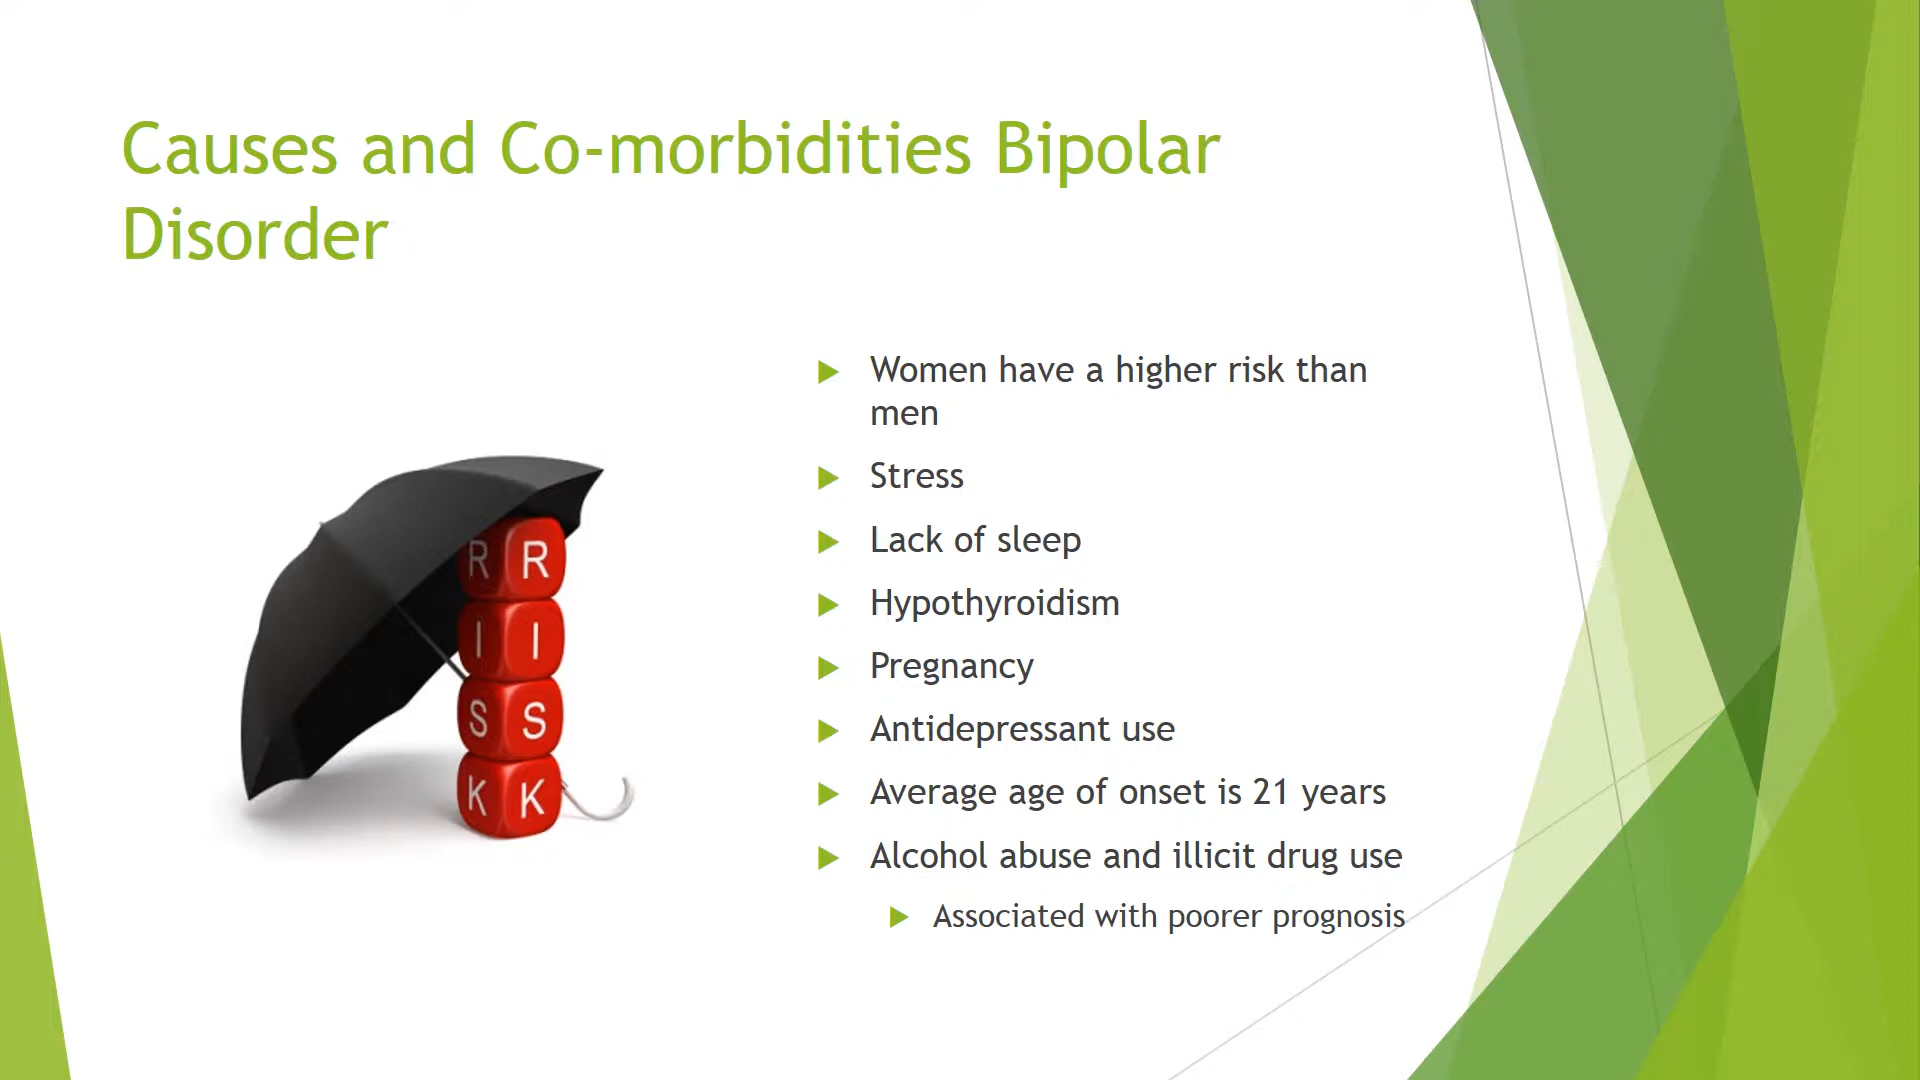 Causes and Co-morbidities Bipolar
Disorder
Women have a higher risk than
men
Stress
Lack of sleep
Hypothyroidism
Pregnancy
Antidepressant use
Average age of onset is 21 years
Alcohol abuse and illicit drug use
Associated with poorer prognosis
R R
I I
S S
K K